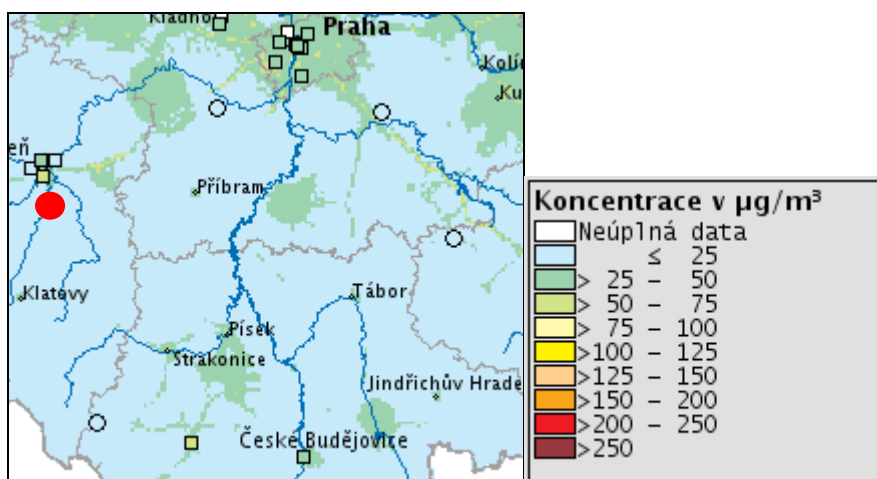 Kladno
Praha
Kolí
Ku
eň
Příbram
Klatovy
Tábor
Písek
Strakonice
Jindřichův Hrade
České Budějovice
Koncentrace v µg/m³
Neúplná data
≤ 25
> 25 – 50
> 50 – 75
> 75 – 100
>100 – 125
>125 – 150
>150 – 200
>200 – 250
>250